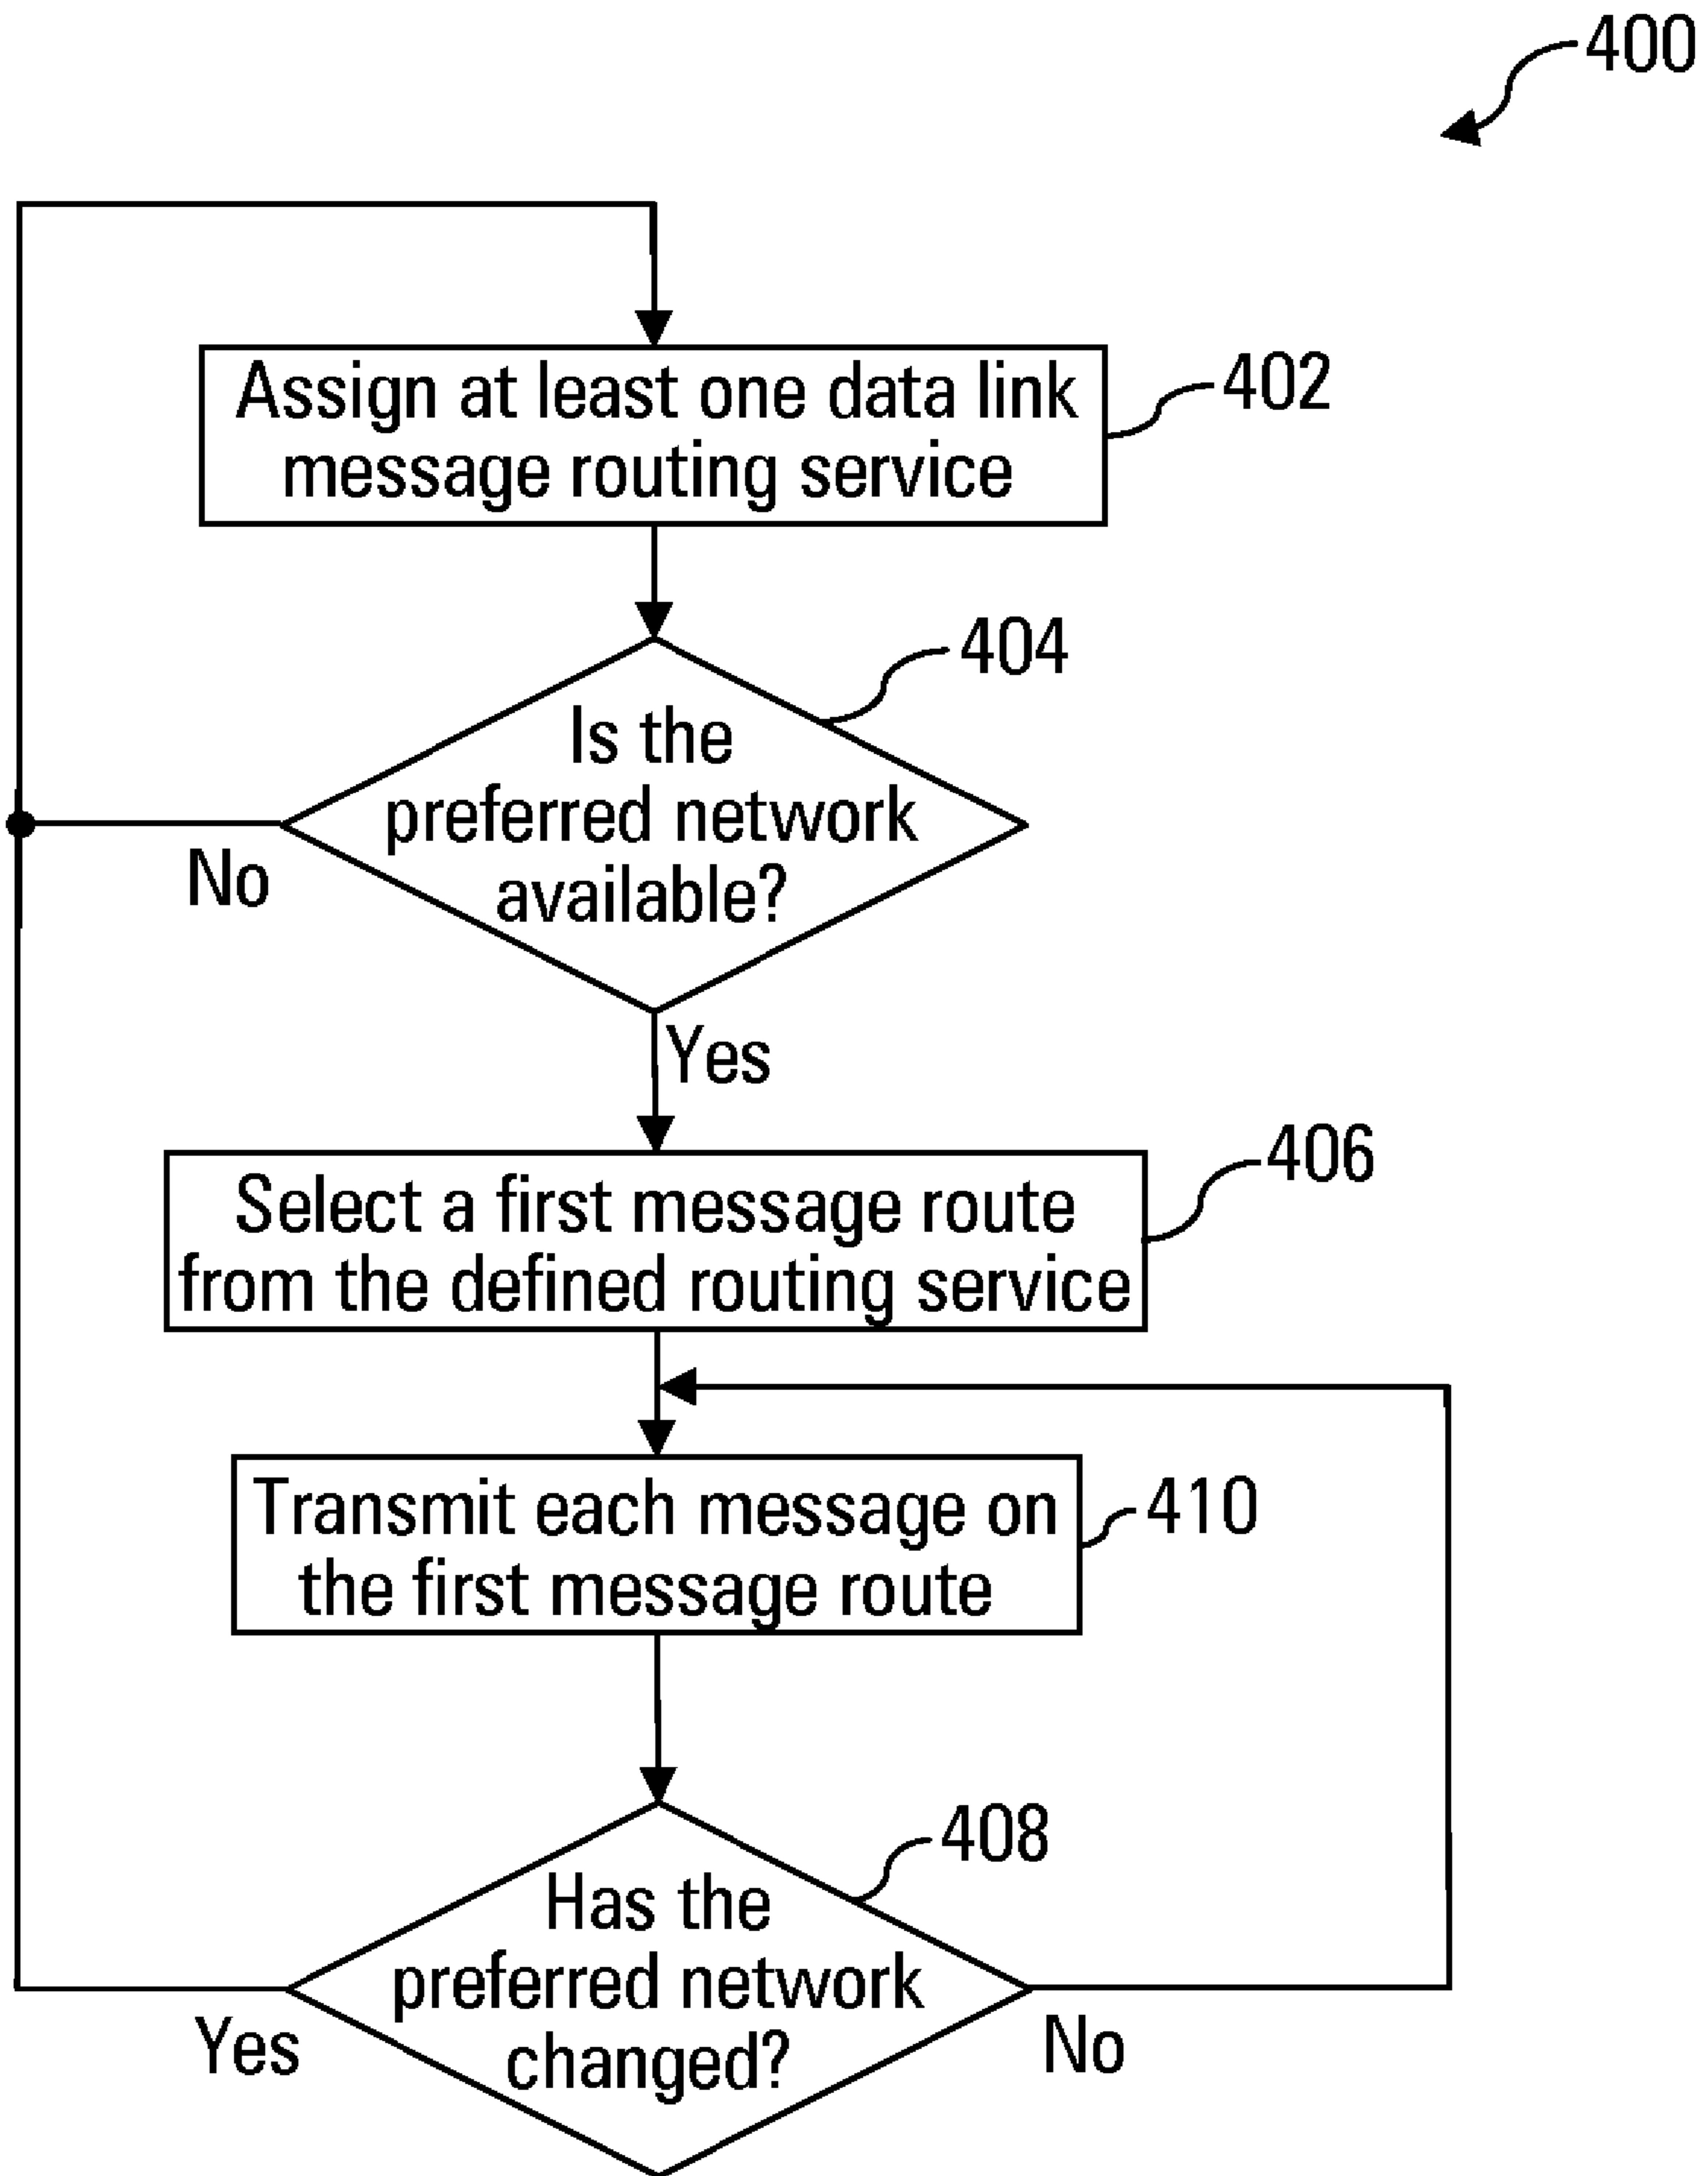 400
Assign at least one data link
message routing service
402
404
Is the
preferred network
available?
No
Yes
406
Select a first message route
from the defined routing service
Transmit each message on
the first message route
410
408
Has the
preferred network
changed?
Yes
No